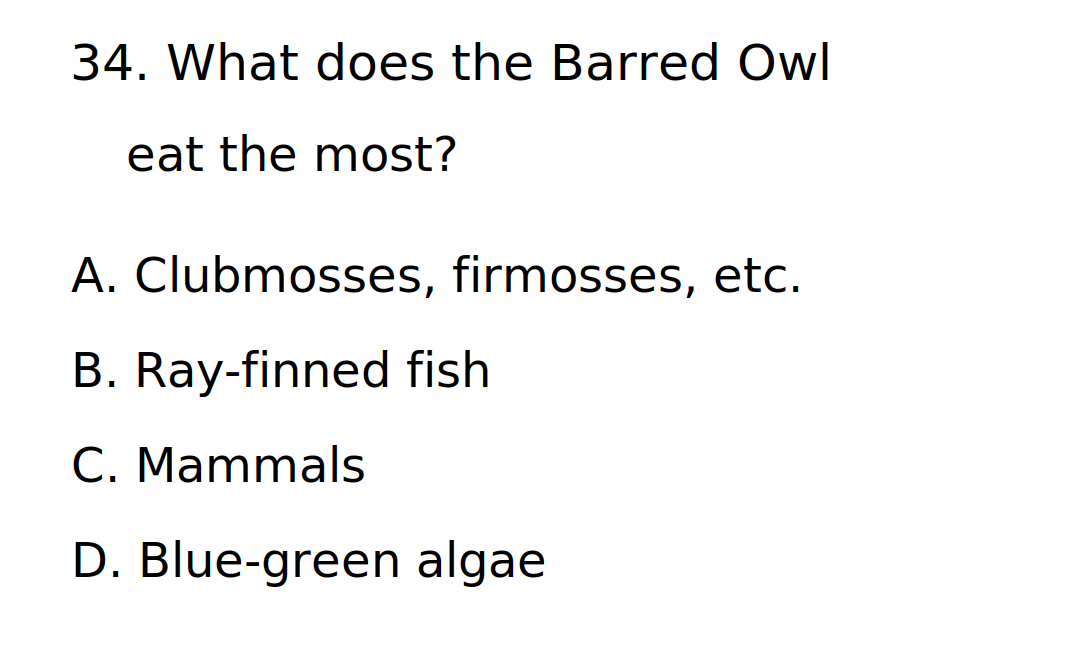 34. What does the Barred Owl
eat the most?
A. Clubmosses, firmosses, etc.
B. Ray-finned fish
C. Mammals
D. Blue-green algae